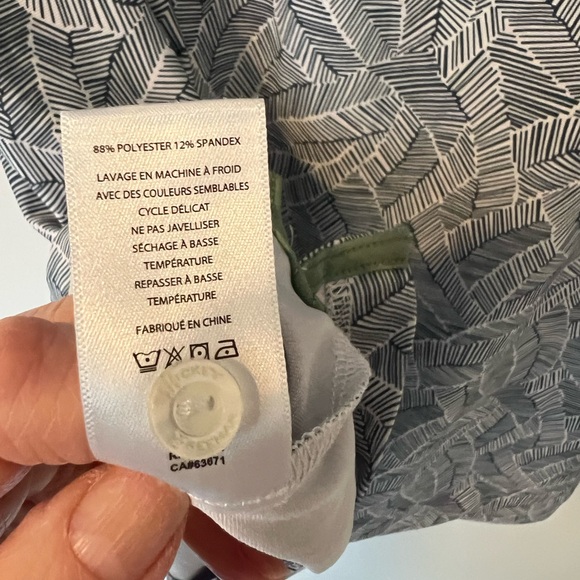 88% POLYESTER 12% SPANDEX
LAVAGE EN MACHINE À FROID
AVEC DES COULEURS SEMBLABLES
CYCLE DÉLICAT
NE PAS JAVELLISER
SÉCHAGE À BASSE
TEMPÉRATURE
REPASSER À BASSE
TEMPÉRATURE
FABRIQUÉ EN CHINE
CA#63671